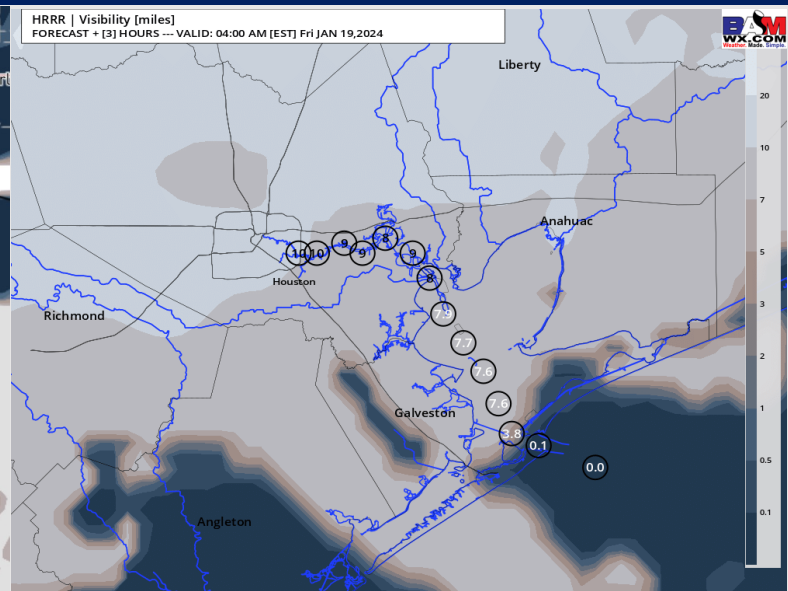 HRRR | Visibility [miles]
FORECAST + [3] HOURS --- VALID: 04:00 AM [EST] Fri JAN 19,2024
BAM
WX.COM
Weather. Made. Simple.
Liberty
20
10
7
Anahuac
9
8
10
10
9
9
5
8
Houston
3
7.9
Richmond
7.7
2
7.6
7.6
1
Galveston
3.8
0.1
0.5
0.0
0.1
Angleton